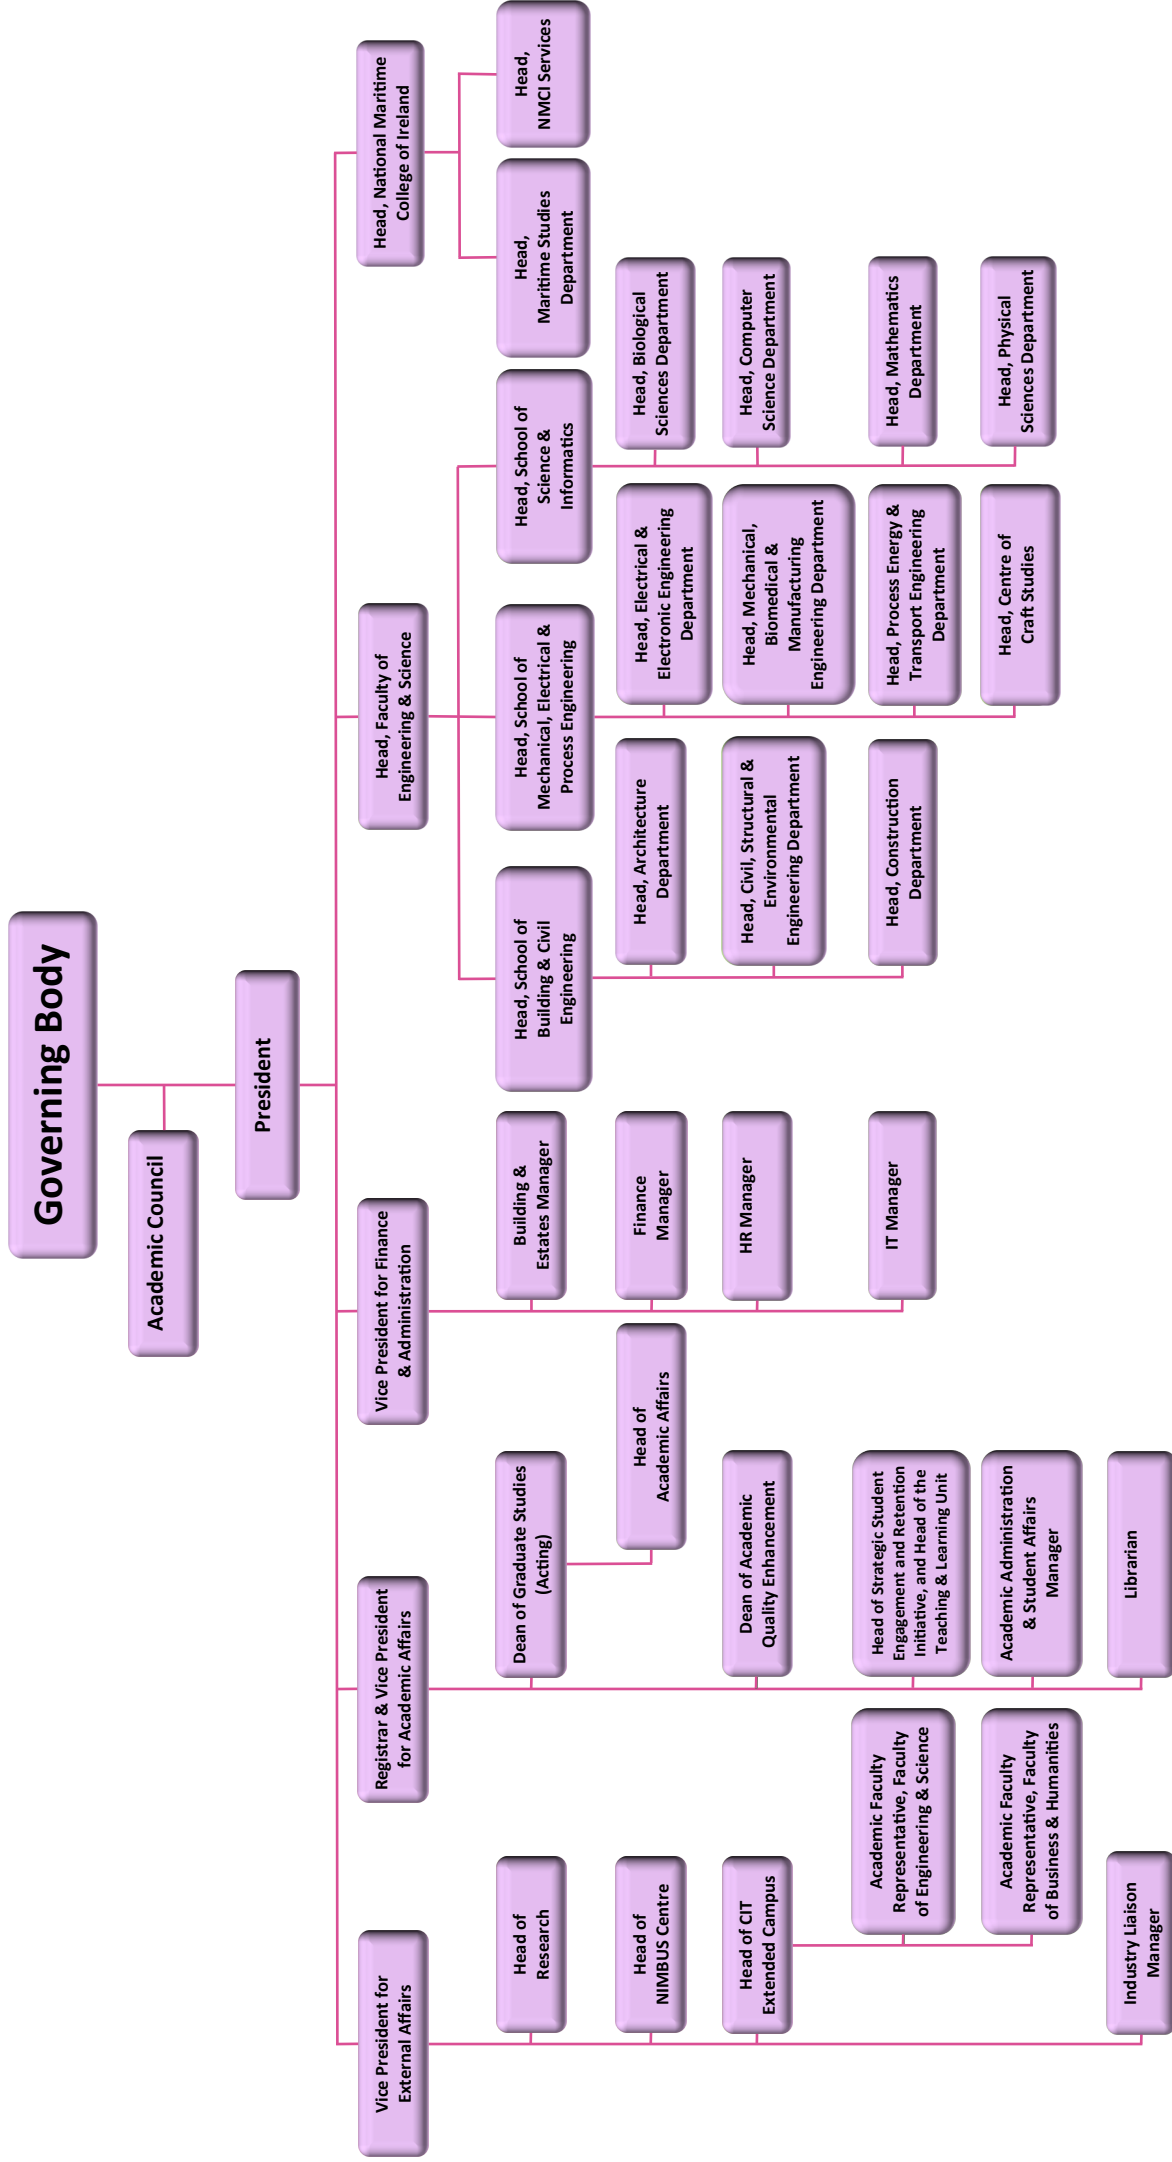 Governing Body
Academic Council
President
Vice President for
External Affairs
Head of
Research
Head of
NIMBUS Centre
Head of CIT
Extended Campus
Academic Faculty
Representative, Faculty
of Engineering & Science
Academic Faculty
Representative, Faculty
of Business & Humanities
Industry Liaison
Manager
Registrar & Vice President
for Academic Affairs
Dean of Graduate Studies
(Acting)
Head of
Academic Affairs
Dean of Academic
Quality Enhancement
Head of Strategic Student
Engagement and Retention
Initiative, and Head of the
Teaching & Learning Unit
Academic Administration
& Student Affairs
Manager
Librarian
Vice President for Finance
& Administration
Building &
Estates Manager
Finance
Manager
HR Manager
IT Manager
Head, Faculty of
Engineering & Science
Head, School of
Building & Civil
Engineering
Head, Architecture
Department
Head, Civil, Structural &
Environmental
Engineering Department
Head, Construction
Department
Head, School of
Mechanical, Electrical &
Process Engineering
Head, Electrical &
Electronic Engineering
Department
Head, Mechanical,
Biomedical &
Manufacturing
Engineering Department
Head, Process Energy &
Transport Engineering
Department
Head, Centre of
Craft Studies
Head, School of
Science &
Informatics
Head, Biological
Sciences Department
Head, Computer
Science Department
Head, Mathematics
Department
Head, Physical
Sciences Department
Head, National Maritime
College of Ireland
Head,
Maritime Studies
Department
Head,
NMCI Services